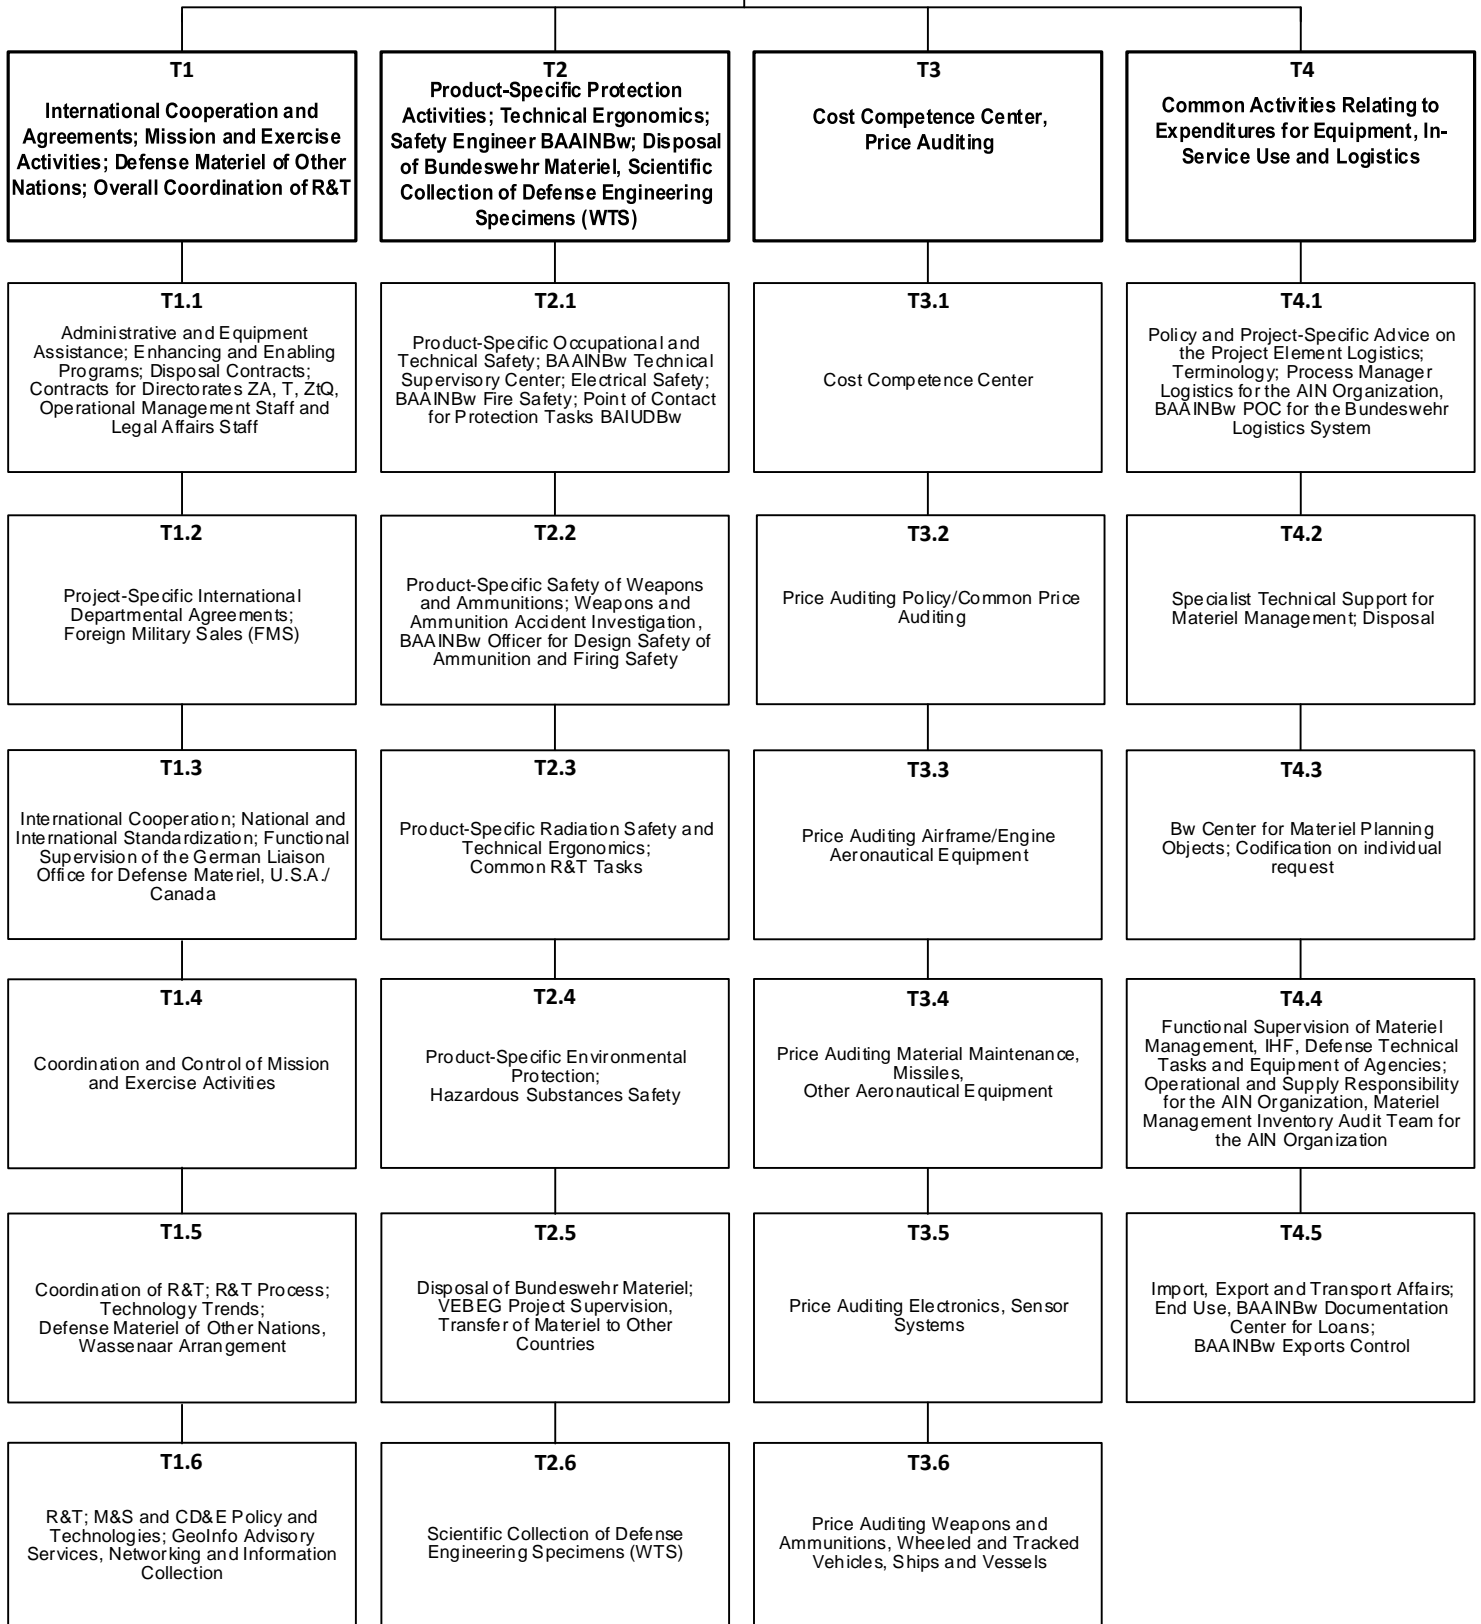 T1
International Cooperation and
Agreements; Mission and Exercise
Activities; Defense Materiel of Other
Nations; Overall Coordination of R&T
T2
Product-Specific Protection
Activities; Technical Ergonomics;
Safety Engineer BAAINBw; Disposal
of Bundeswehr Materiel, Scientific
Collection of Defense Engineering
Specimens (WTS)
T3
Cost Competence Center,
Price Auditing
T4
Common Activities Relating to
Expenditures for Equipment, In-
Service Use and Logistics
T1.1
Administrative and Equipment
Assistance; Enhancing and Enabling
Programs; Disposal Contracts;
Contracts for Directorates ZA, T, ZtQ,
Operational Management Staff and
Legal Affairs Staff
T2.1
Product-Specific Occupational and
Technical Safety; BAAINBw Technical
Supervisory Center; Electrical Safety;
BAAINBw Fire Safety; Point of Contact
for Protection Tasks BAIUDBw
T3.1
Cost Competence Center
T4.1
Policy and Project-Specific Advice on
the Project Element Logistics;
Terminology; Process Manager
Logistics for the AIN Organization,
BAAINBw POC for the Bundeswehr
Logistics System
T1.2
Project-Specific International
Departmental Agreements;
Foreign Military Sales (FMS)
T2.2
Product-Specific Safety of Weapons
and Ammunitions; Weapons and
Ammunition Accident Investigation,
BAAINBw Officer for Design Safety of
Ammunition and Firing Safety
T3.2
Price Auditing Policy/Common Price
Auditing
T4.2
Specialist Technical Support for
Materiel Management; Disposal
T1.3
International Cooperation; National and
International Standardization; Functional
Supervision of the German Liaison
Office for Defense Materiel, U.S.A./
Canada
T2.3
Product-Specific Radiation Safety and
Technical Ergonomics;
Common R&T Tasks
T3.3
Price Auditing Airframe/Engine
Aeronautical Equipment
T4.3
Bw Center for Materiel Planning
Objects; Codification on individual
request
T1.4
Coordination and Control of Mission
and Exercise Activities
T2.4
Product-Specific Environmental
Protection;
Hazardous Substances Safety
T3.4
Price Auditing Material Maintenance,
Missiles,
Other Aeronautical Equipment
T4.4
Functional Supervision of Materiel
Management, IHF, Defense Technical
Tasks and Equipment of Agencies;
Operational and Supply Responsibility
for the AIN Organization, Materiel
Management Inventory Audit Team for
the AIN Organization
T1.5
Coordination of R&T; R&T Process;
Technology Trends;
Defense Materiel of Other Nations,
Wassenaar Arrangement
T2.5
Disposal of Bundeswehr Materiel;
VEBEG Project Supervision,
Transfer of Materiel to Other
Countries
T3.5
Price Auditing Electronics, Sensor
Systems
T4.5
Import, Export and Transport Affairs;
End Use, BAAINBw Documentation
Center for Loans;
BAAINBw Exports Control
T1.6
R&T; M&S and CD&E Policy and
Technologies; GeoInfo Advisory
Services, Networking and Information
Collection
T2.6
Scientific Collection of Defense
Engineering Specimens (WTS)
T3.6
Price Auditing Weapons and
Ammunitions, Wheeled and Tracked
Vehicles, Ships and Vessels